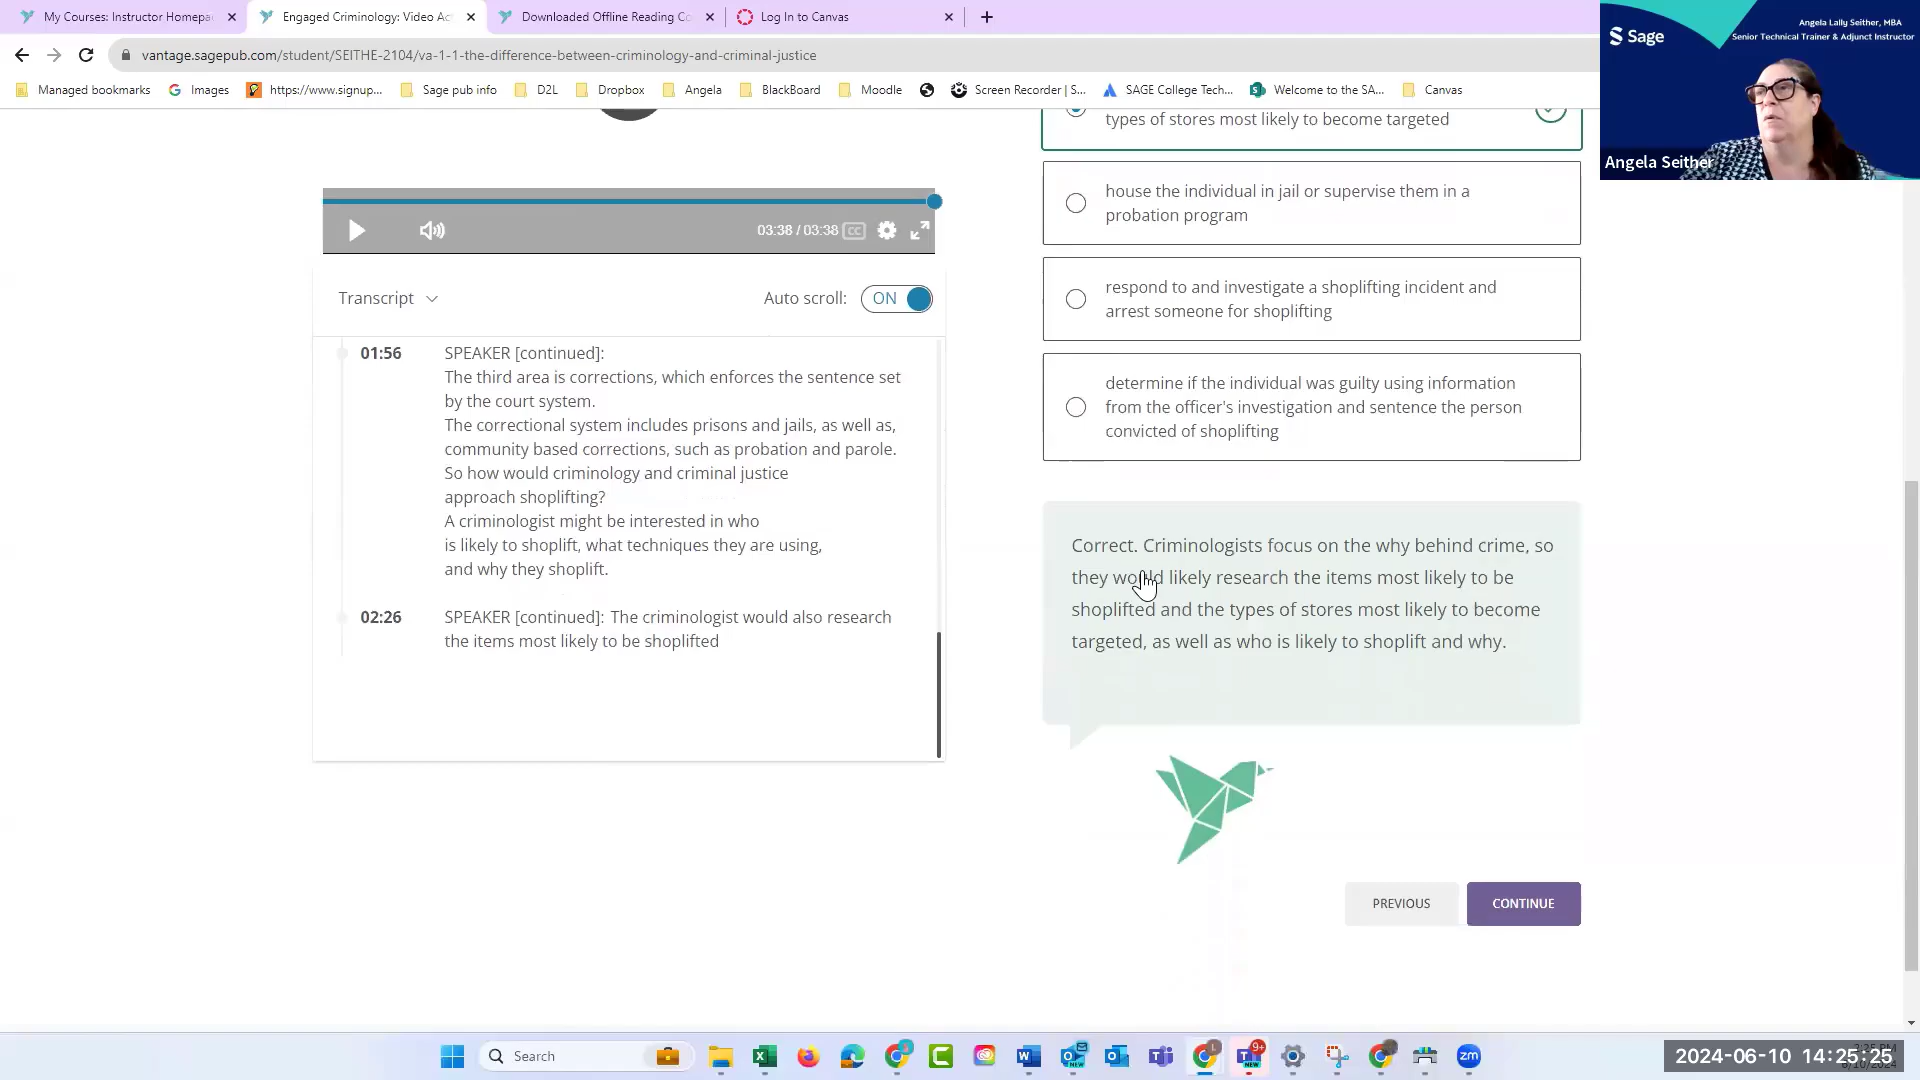 My Courses: Instructor Homepa
Engaged Criminology: Video Ac
Downloaded Offline Reading Co
Log In to Canvas
vantage.sagepub.com/student/SEITHE-2104/va-1-1-the-difference-between-criminology-and-criminal-justice
Managed bookmarks
Images
https://www.signup...
Sage pub info
D2L
Dropbox
Angela
BlackBoard
Moodle
Screen Recorder | S...
SAGE College Tech...
Welcome to the SA...
Canvas
Sage
Angela Lally Seither, MBA
Senior Technical Trainer & Adjunct Instructor
Angela Seither
03:38 / 03:38
CC
Transcript
Auto scroll:
ON
01:56
SPEAKER [continued]:
The third area is corrections, which enforces the sentence set
by the court system.
The correctional system includes prisons and jails, as well as,
community based corrections, such as probation and parole.
So how would criminology and criminal justice
approach shoplifting?
A criminologist might be interested in who
is likely to shoplift, what techniques they are using,
and why they shoplift.
02:26
SPEAKER [continued]: The criminologist would also research
the items most likely to be shoplifted
types of stores most likely to become targeted
house the individual in jail or supervise them in a
probation program
respond to and investigate a shoplifting incident and
arrest someone for shoplifting
determine if the individual was guilty using information
from the officer's investigation and sentence the person
convicted of shoplifting
Correct. Criminologists focus on the why behind crime, so
they would likely research the items most likely to be
shoplifted and the types of stores most likely to become
targeted, as well as who is likely to shoplift and why.
PREVIOUS
CONTINUE
Search
NEW
NEW
9+
NEW
zm
2024-06-10 14:25:25